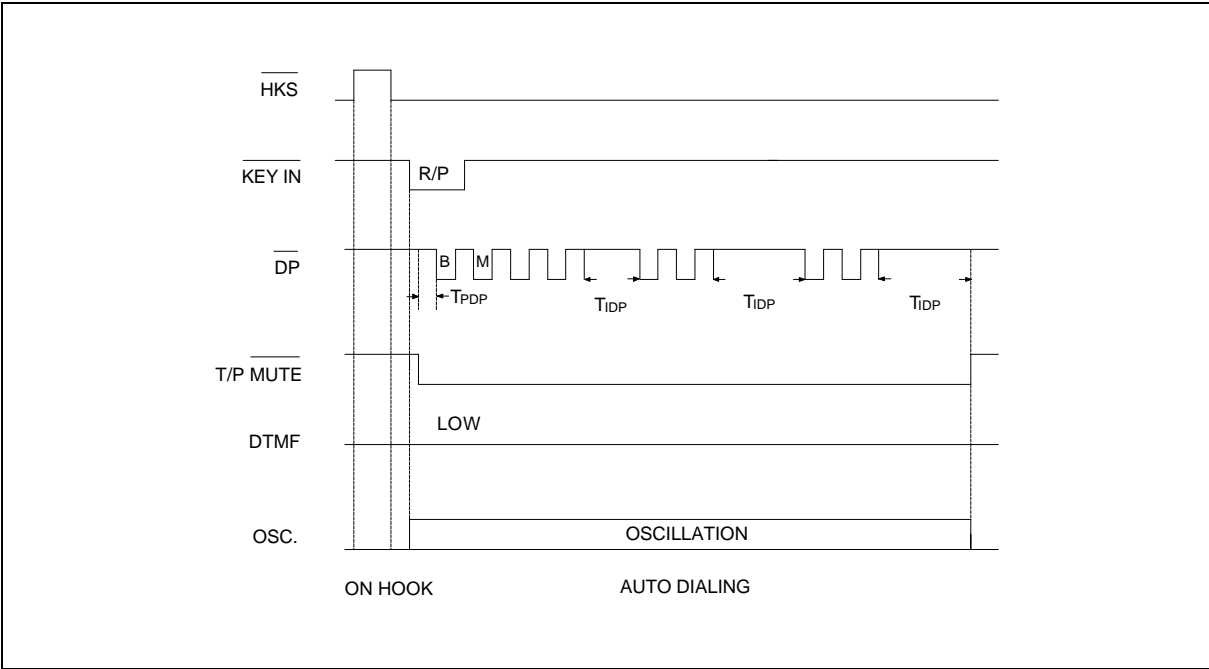 HKS
KEY IN
R/P
DP
B
M
TPDP
TIDP
TIDP
TIDP
T/P MUTE
LOW
DTMF
OSC.
OSCILLATION
ON HOOK
AUTO DIALING